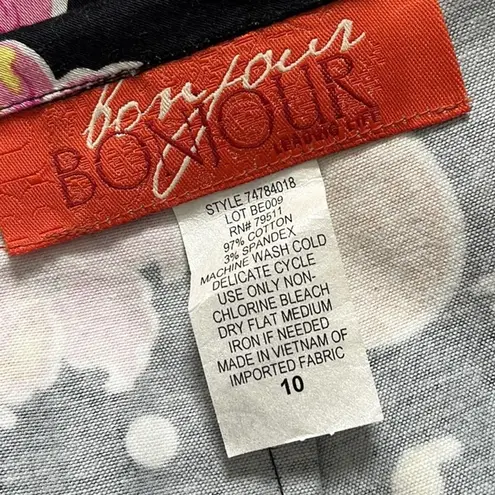 bonjour
BONJOUR
LEADING LIFE
STYLE 74784018
LOT BE009
RN# 79511
97% COTTON
3% SPANDEX
MACHINE WASH COLD
DELICATE CYCLE
USE ONLY NON-
CHLORINE BLEACH
DRY FLAT MEDIUM
IRON IF NEEDED
MADE IN VIETNAM OF
IMPORTED FABRIC
10